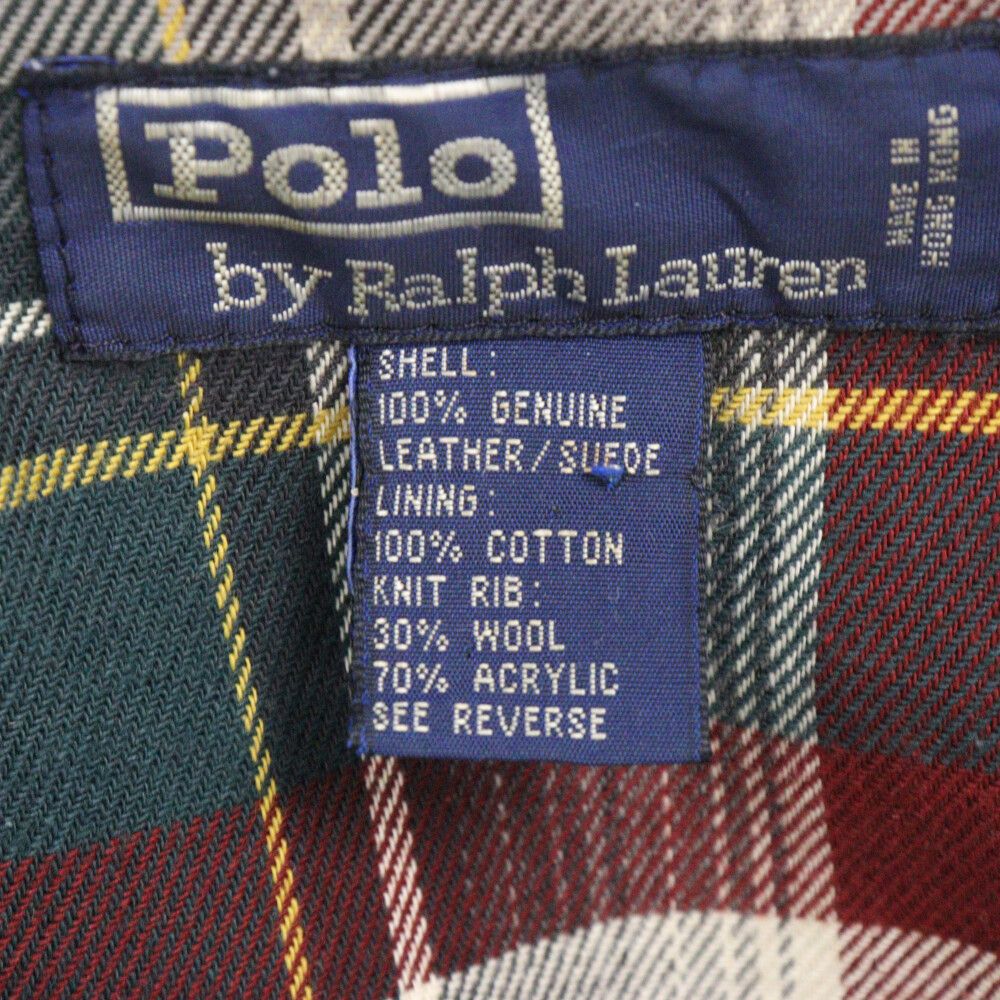 Polo
by Ralph Lauren
MADE IN
HONG KONG
SHELL:
100% GENUINE
LEATHER/SUEDE
LINING:
100% COTTON
KNIT RIB:
30% WOOL
70% ACRYLIC
SEE REVERSE